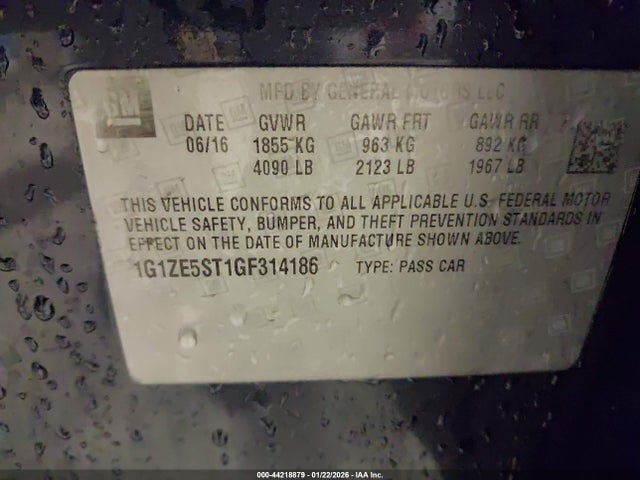 GM
MFD BY GENERAL MOTORS LLC
DATE GVWR GAWR FRT GAWR RR
06/16 1855 KG 963 KG 892 KG
4090 LB 2123 LB 1967 LB
THIS VEHICLE CONFORMS TO ALL APPLICABLE U.S. FEDERAL MOTOR
VEHICLE SAFETY, BUMPER, AND THEFT PREVENTION STANDARDS IN
EFFECT ON THE DATE OF MANUFACTURE SHOWN ABOVE.
1G1ZE5ST1GF314186 TYPE: PASS CAR
000-44218879 - 01/22/2026 - IAA Inc.